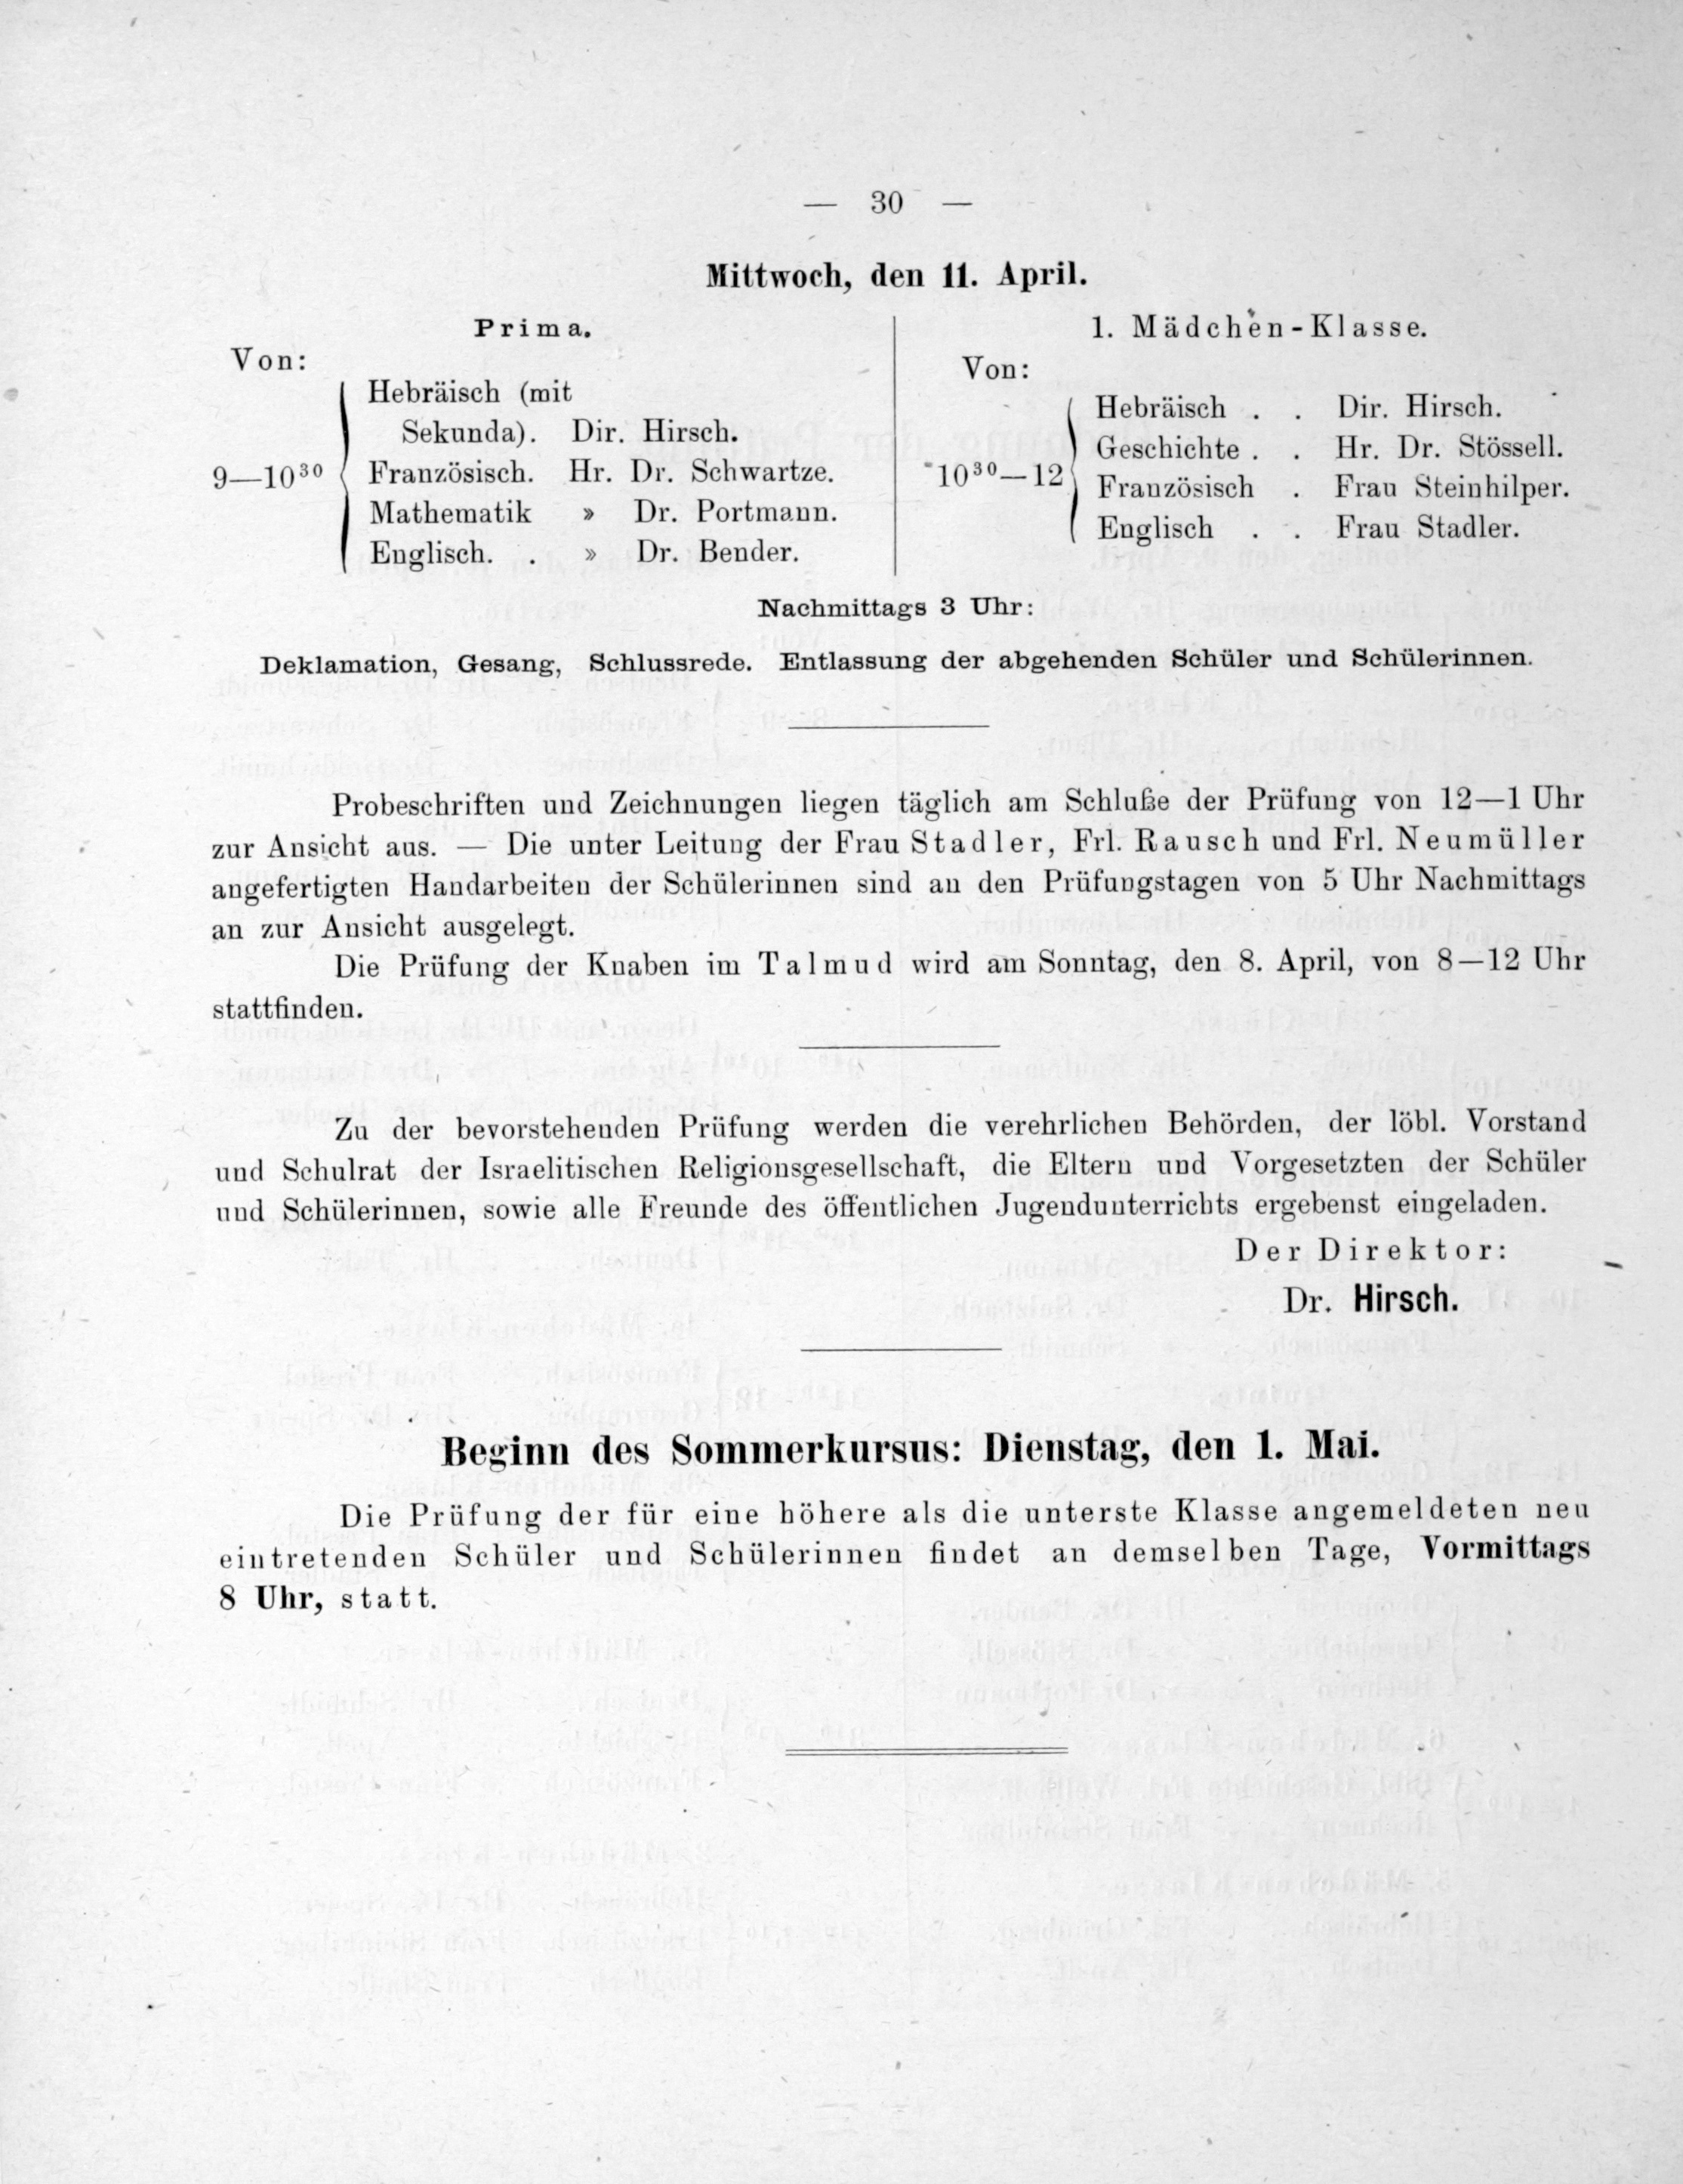 — 30 —
Mittwoch, den 11. April.
Prima.
Von:
9—10³⁰
Hebräisch (mit
Sekunda). Dir. Hirsch.
Französisch. Hr. Dr. Schwartze.
Mathematik » Dr. Portmann.
Englisch. . » Dr. Bender.
1. Mädchen-Klasse.
Von:
10³⁰—12
Hebräisch . . Dir. Hirsch.
Geschichte . . Hr. Dr. Stössell.
Französisch . Frau Steinhilper.
Englisch . . Frau Stadler.
Nachmittags 3 Uhr:
Deklamation, Gesang, Schlussrede. Entlassung der abgehenden Schüler und Schülerinnen.
Probeschriften und Zeichnungen liegen täglich am Schluße der Prüfung von 12—1 Uhr
zur Ansicht aus. — Die unter Leitung der Frau Stadler, Frl. Rausch und Frl. Neumüller
angefertigten Handarbeiten der Schülerinnen sind an den Prüfungstagen von 5 Uhr Nachmittags
an zur Ansicht ausgelegt.
Die Prüfung der Knaben im Talmud wird am Sonntag, den 8. April, von 8—12 Uhr
stattfinden.
Zu der bevorstehenden Prüfung werden die verehrlichen Behörden, der löbl. Vorstand
und Schulrat der Israelitischen Religionsgesellschaft, die Eltern und Vorgesetzten der Schüler
und Schülerinnen, sowie alle Freunde des öffentlichen Jugendunterrichts ergebenst eingeladen.
Der Direktor:
Dr. Hirsch.
Beginn des Sommerkursus: Dienstag, den 1. Mai.
Die Prüfung der für eine höhere als die unterste Klasse angemeldeten neu
eintretenden Schüler und Schülerinnen findet an demselben Tage, Vormittags
8 Uhr, statt.